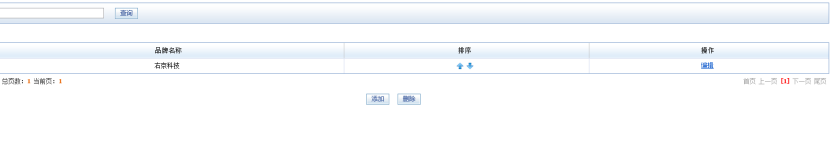 查询
品牌名称 排序 操作
右京科技 编辑
总页数：1 当前页：1 首页 上一页 [1] 下一页 尾页
添加 删除